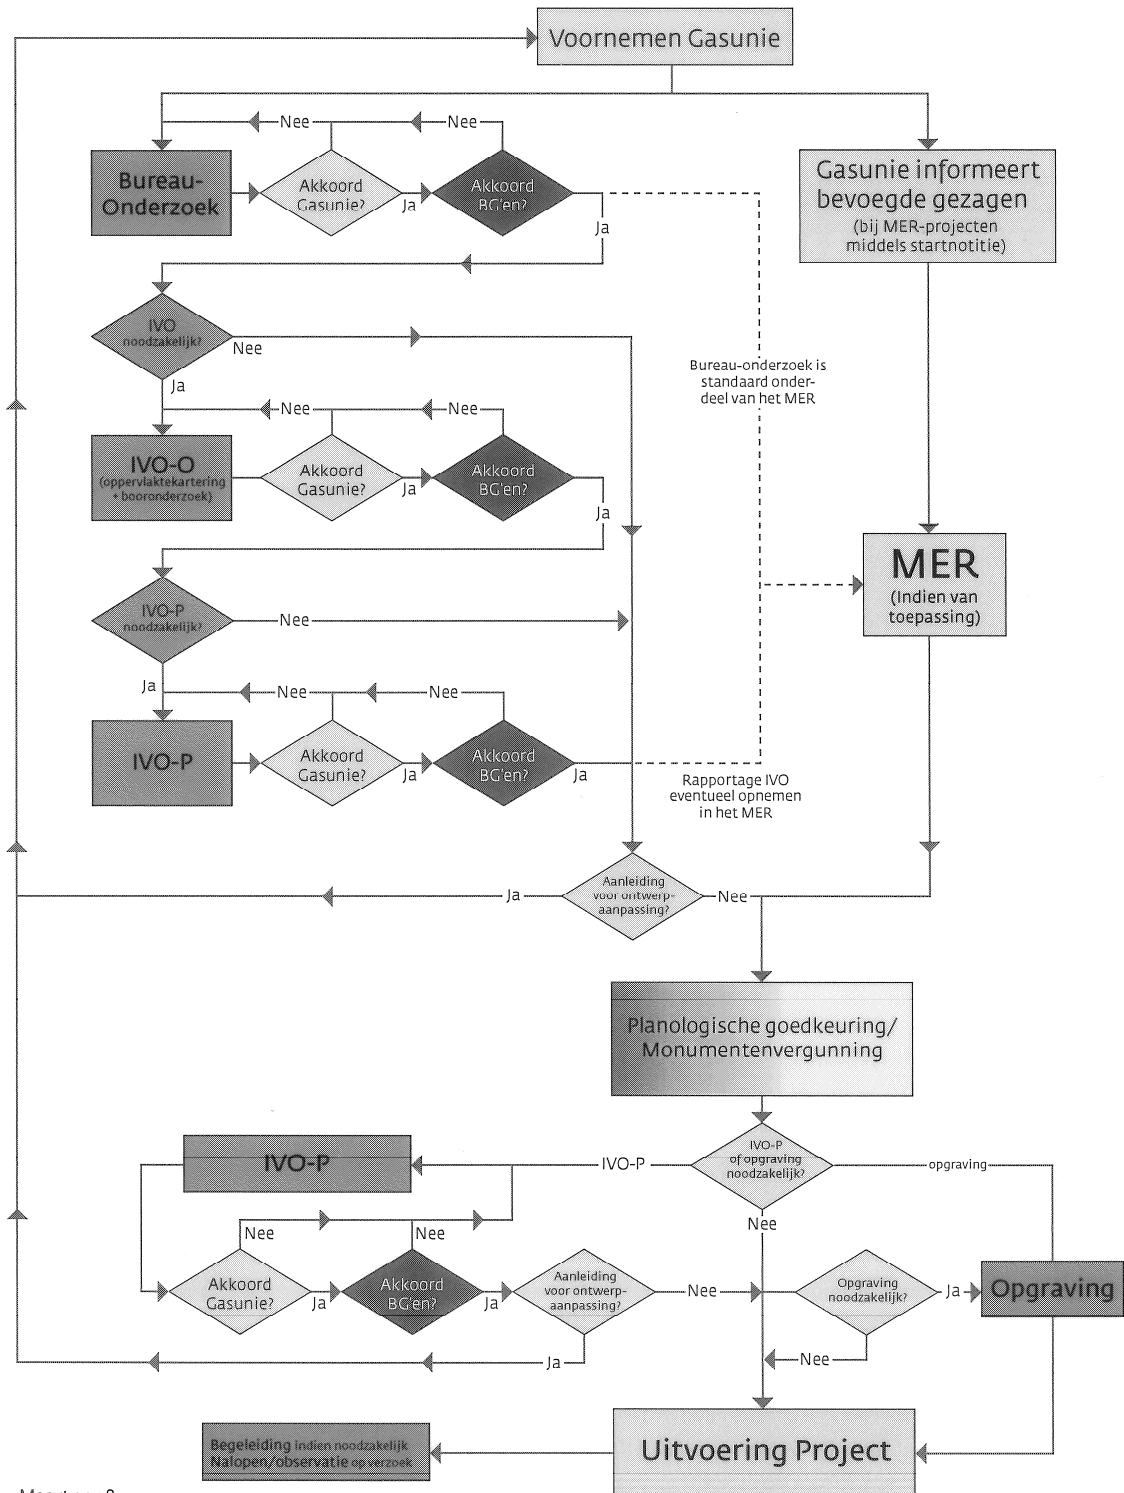 Voornemen Gasunie
Nee
Nee
Bureau-
Onderzoek
Akkoord
Gasunie?
Ja
Akkoord
BG'en?
Ja
Gasunie informeert
bevoegde gezagen
(bij MER-projecten
middels startnotitie)
IVO
noodzakelijk?
Nee
Ja
Bureau-onderzoek is
standaard onder-
deel van het MER
Nee
Nee
IVO-O
(oppervlaktekartering
+ booronderzoek)
Akkoord
Gasunie?
Ja
Akkoord
BG'en?
Ja
MER
(Indien van
toepassing)
IVO-P
noodzakelijk?
Nee
Ja
Nee
Nee
IVO-P
Akkoord
Gasunie?
Ja
Akkoord
BG'en?
Ja
Rapportage IVO
eventueel opnemen
in het MER
Ja
Aanleiding
voor ontwerp-
aanpassing?
Nee
Planologische goedkeuring/
Monumentenvergunning
IVO-P
IVO-P
IVO-P
of opgraving
noodzakelijk?
opgraving
Nee
Nee
Nee
Akkoord
Gasunie?
Ja
Akkoord
BG'en?
Ja
Aanleiding
voor ontwerp-
aanpassing?
Nee
Opgraving
noodzakelijk?
Ja
Opgraving
Ja
Nee
Begeleiding indien noodzakelijk
Nalopen/observatie op verzoek
Uitvoering Project